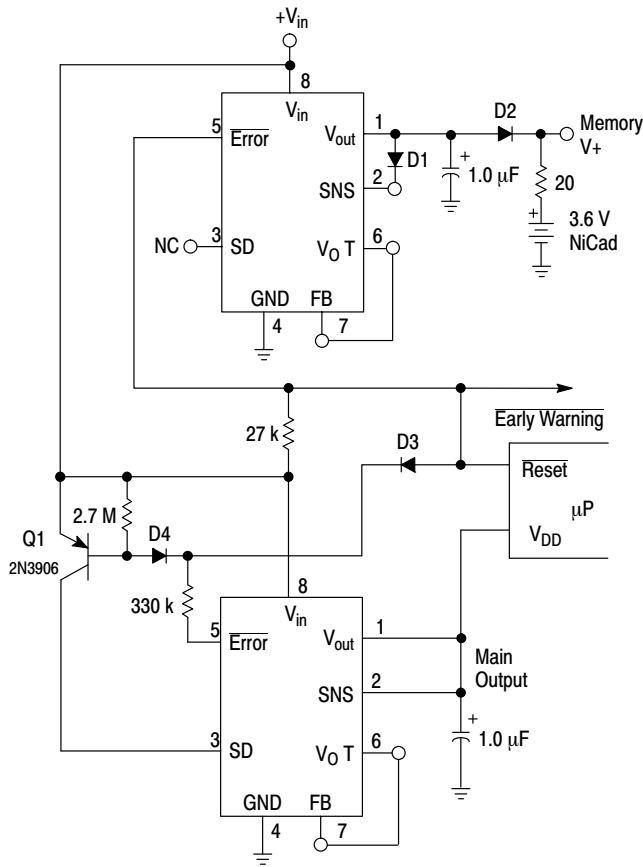 +Vin
8
Vin
5
Error
Vout
1
D2
Memory
V+
D1
SNS
2
+
1.0 μF
20
NC
3
SD
VO T
6
+
3.6 V
NiCad
GND
FB
4
7
27 k
Early Warning
D3
Reset
μP
VDD
2.7 M
Q1
D4
2N3906
330 k
8
Vin
5
Error
Vout
1
Main
Output
SNS
2
+
1.0 μF
3
SD
VO T
6
GND
FB
4
7